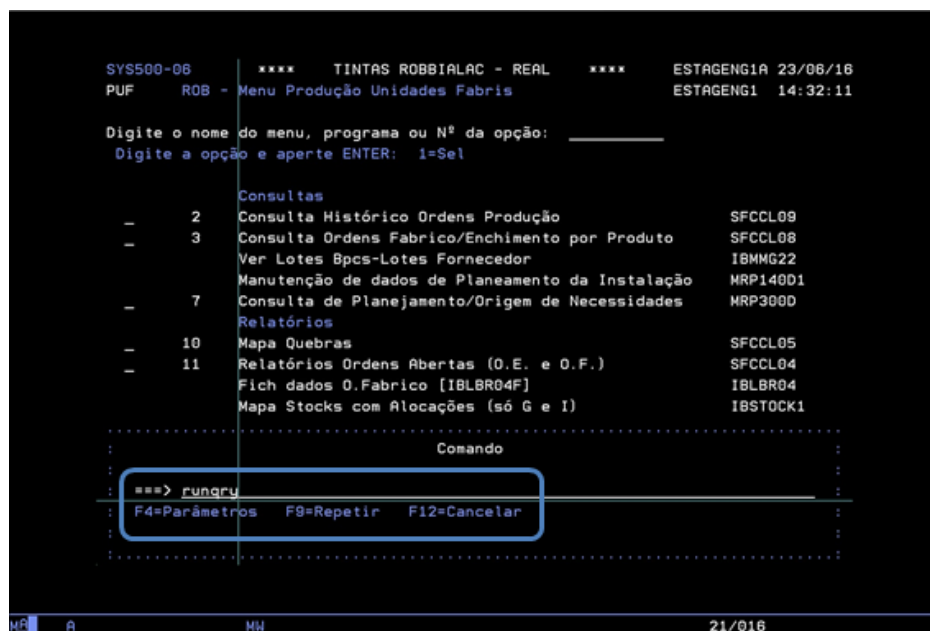 SYS500-06 **** TINTAS ROBBIALAC - REAL **** ESTAGENG1A 23/06/16
PUF ROB - Menu Produção Unidades Fabris ESTAGENG1 14:32:11
Digite o nome do menu, programa ou Nº da opção: __________
Digite a opção e aperte ENTER: 1=Sel
Consultas
_ 2 Consulta Histórico Ordens Produção SFCCL09
_ 3 Consulta Ordens Fabrico/Enchimento por Produto SFCCL08
Ver Lotes Bpcs-Lotes Fornecedor IBMMG22
Manutenção de dados de Planeamento da Instalação MRP140D1
_ 7 Consulta de Planejamento/Origem de Necessidades MRP300D
Relatórios
_ 10 Mapa Quebras SFCCL05
_ 11 Relatórios Ordens Abertas (O.E. e O.F.) SFCCL04
Fich dados O.Fabrico [IBLBR04F] IBLBR04
Mapa Stocks com Alocações (só G e I) IBSTOCK1
Comando
===> runqry
F4=Parâmetros F9=Repetir F12=Cancelar
MA A MW 21/016